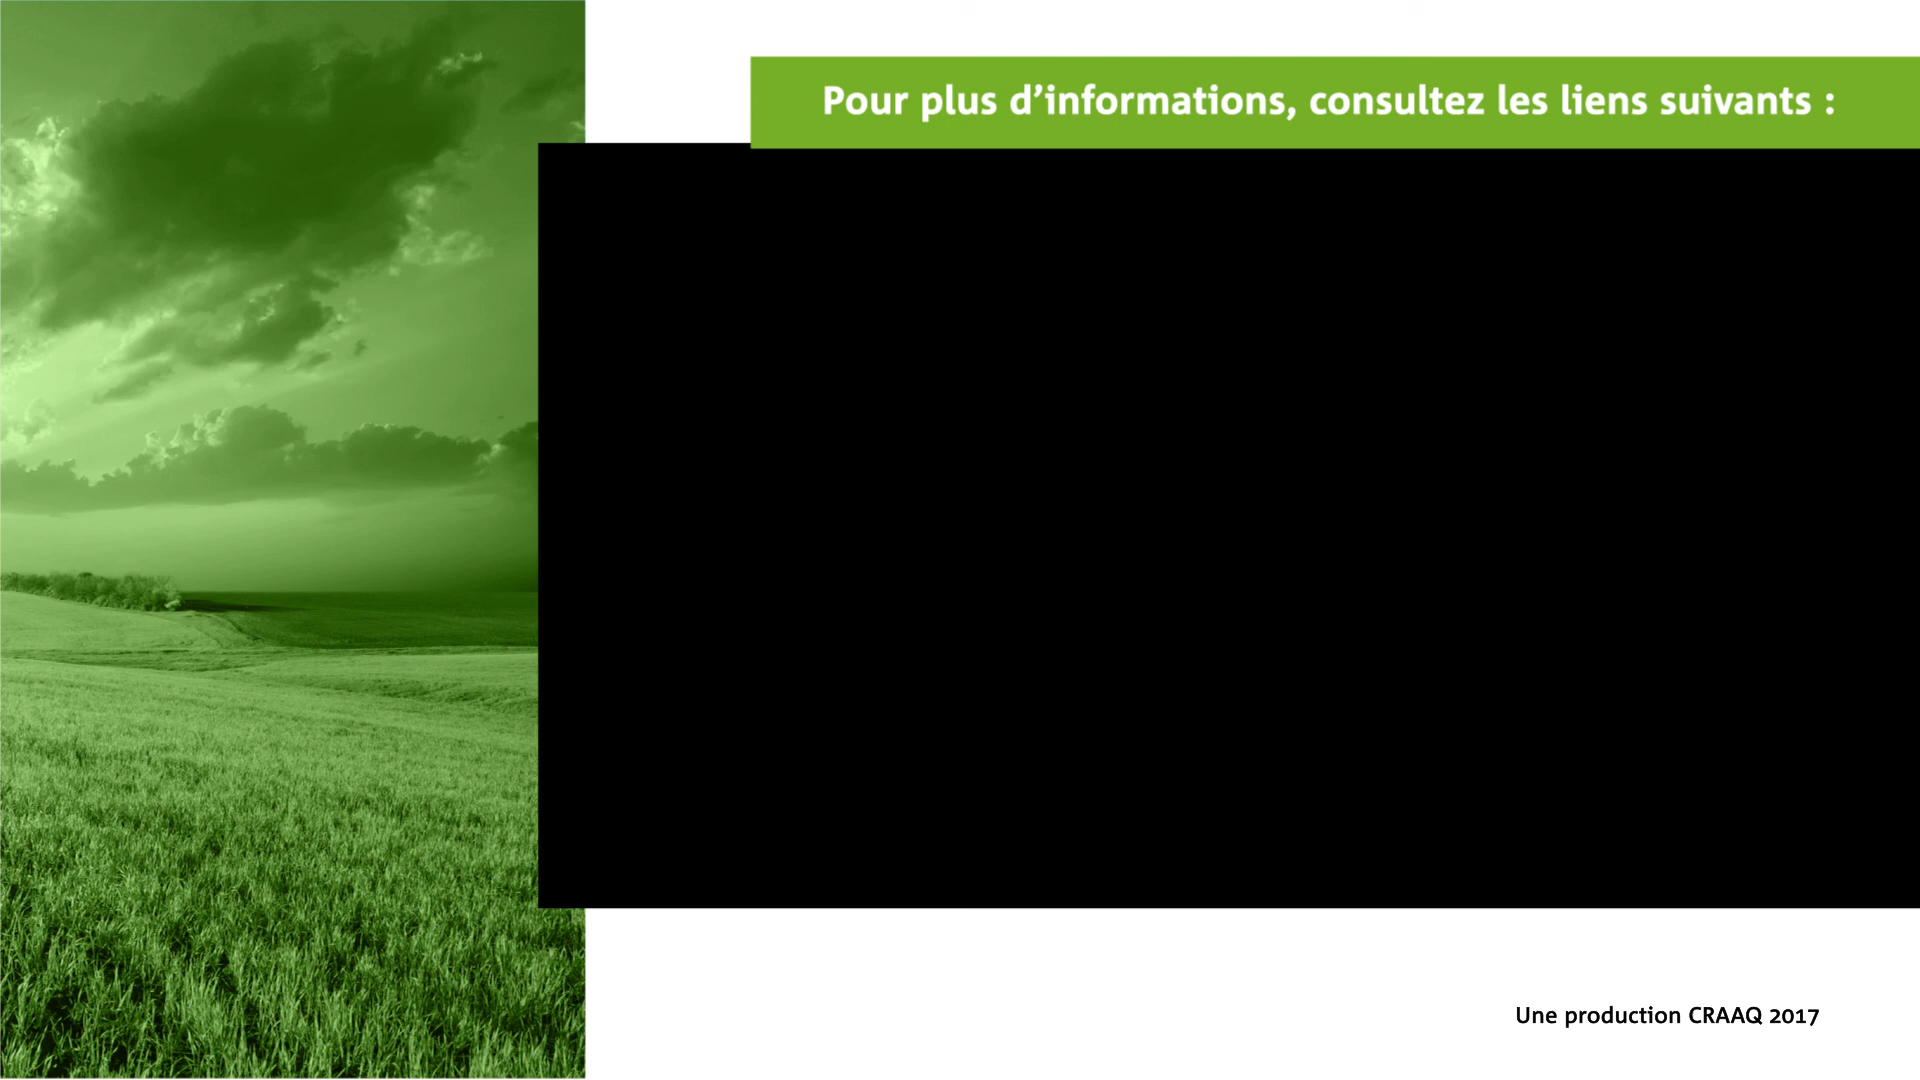 Pour plus d’informations, consultez les liens suivants :
Une production CRAAQ 2017